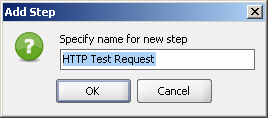 Add Step
Specify name for new step
HTTP Test Request
OK Cancel